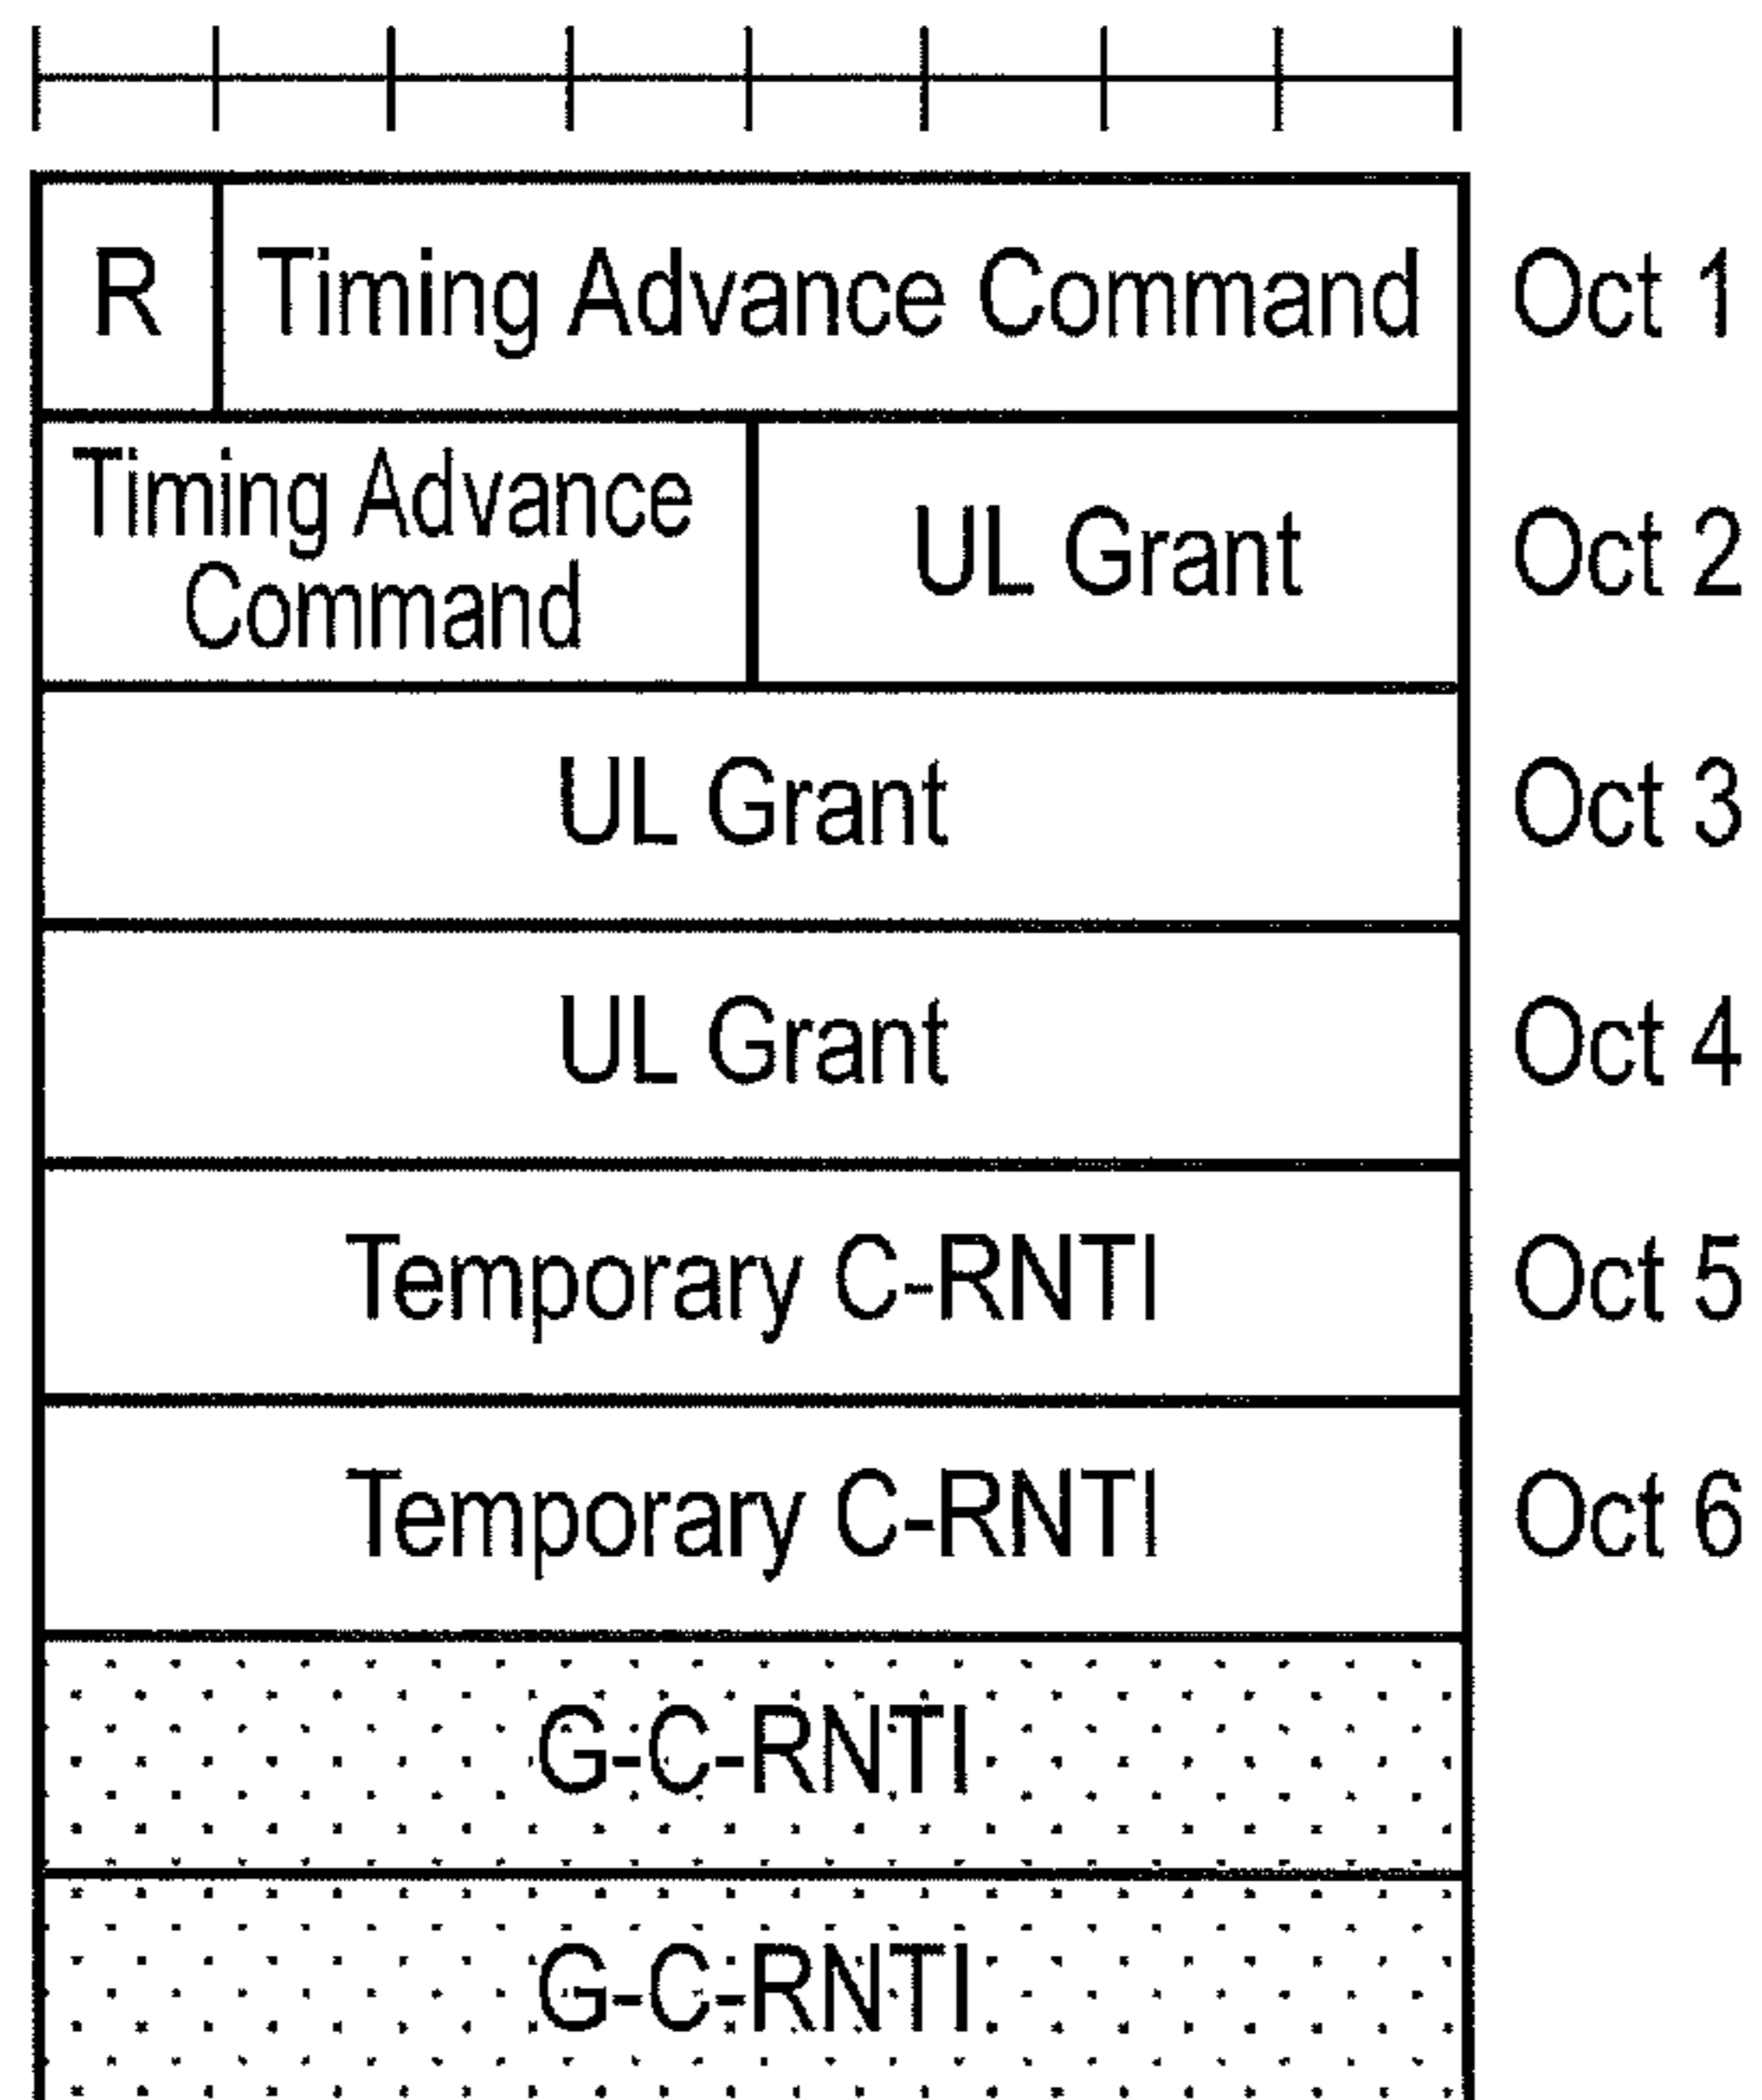 R Timing Advance Command Oct 1
Timing Advance
Command
UL Grant Oct 2
UL Grant Oct 3
UL Grant Oct 4
Temporary C-RNTI Oct 5
Temporary C-RNTI Oct 6
G-C-RNTI
G-C-RNTI